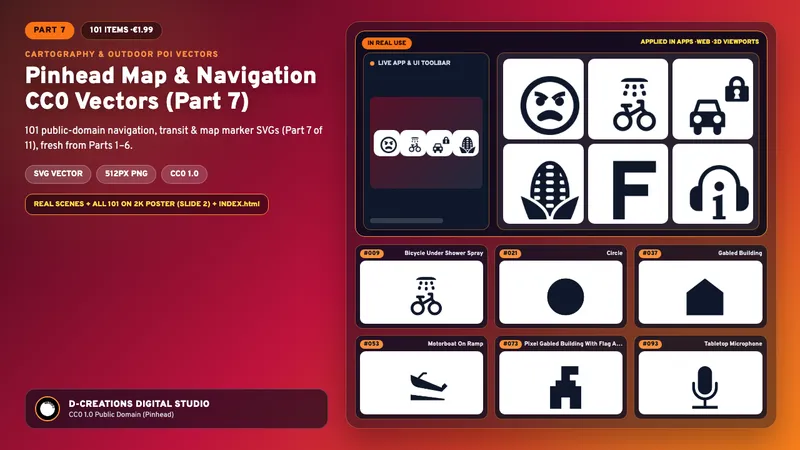 PART 7
101 ITEMS · €1.99
CARTOGRAPHY & OUTDOOR POI VECTORS
Pinhead Map & Navigation
CC0 Vectors (Part 7)
101 public-domain navigation, transit & map marker SVGs (Part 7 of
11), fresh from Parts 1–6.
SVG VECTOR
512PX PNG
CC0 1.0
REAL SCENES + ALL 101 ON 2K POSTER (SLIDE 2) + INDEX.html
D-CREATIONS DIGITAL STUDIO
CC0 1.0 Public Domain (Pinhead)
IN REAL USE
APPLIED IN APPS · WEB · 3D VIEWPORTS
LIVE APP & UI TOOLBAR
F
i
#009
Bicycle Under Shower Spray
#021
Circle
#037
Gabled Building
#053
Motorboat On Ramp
#073
Pixel Gabled Building With Flag A...
#093
Tabletop Microphone